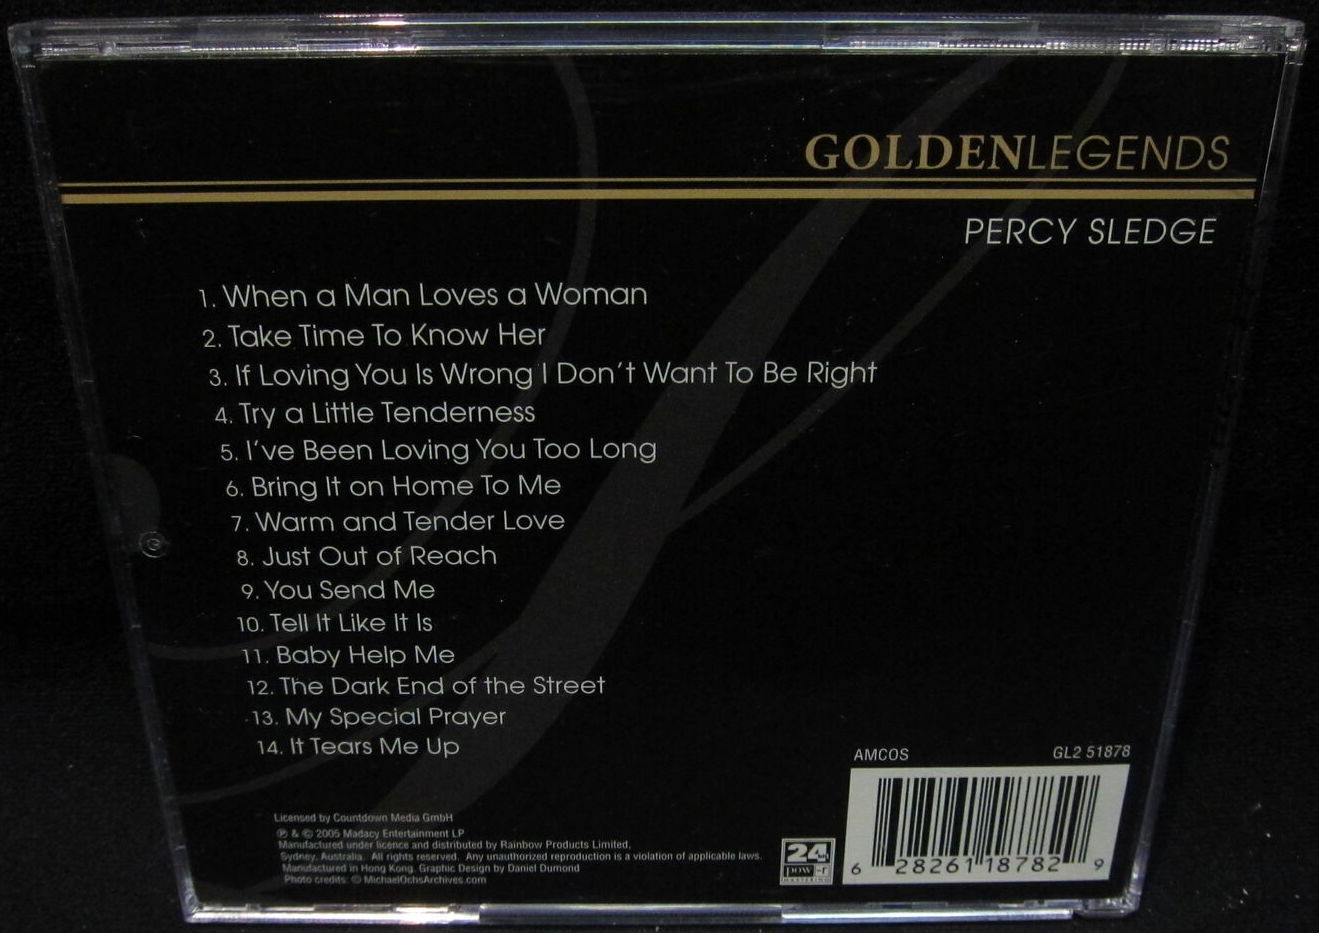 GOLDENLEGENDS
PERCY SLEDGE
1. When a Man Loves a Woman
2. Take Time To Know Her
3. If Loving You Is Wrong I Don't Want To Be Right
4. Try a Little Tenderness
5. I've Been Loving You Too Long
6. Bring It on Home To Me
7. Warm and Tender Love
8. Just Out of Reach
9. You Send Me
10. Tell It Like It Is
11. Baby Help Me
12. The Dark End of the Street
13. My Special Prayer
14. It Tears Me Up
AMCOS GL2 51878
Licensed by Countdown Media GmbH
℗ & © 2005 Madacy Entertainment LP
Manufactured under licence and distributed by Rainbow Products Limited,
Sydney, Australia. All rights reserved. Any unauthorized reproduction is a violation of applicable laws.
Manufactured in Hong Kong. Graphic Design by Daniel Dumond
Photo credits: © MichaelOchsArchives.com
24
pow-r
6 28261 18782 9